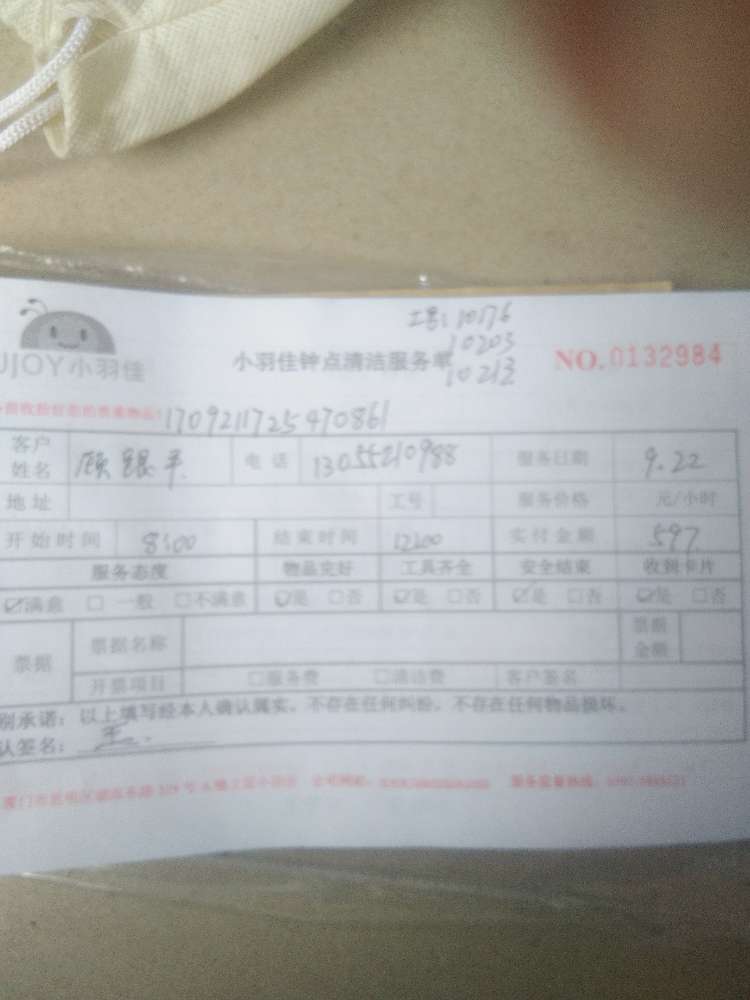 工号:10176
10203
UJOY小羽佳 小羽佳钟点清洁服务单 10213 NO.0132984
1709211725470861
客户姓名 顾银平 电话 13055210988 服务日期 9.22
地址 工号 服务价格 元/小时
开始时间 8:00 结束时间 12:00 实付金额 597
服务态度 物品完好 工具齐全 安全结束 收到卡片
☑满意 □一般 □不满意 ☑是 □否 ☑是 □否 ☑是 □否 ☑是 □否
票据 票据名称 票据金额
开票项目 □服务费 □清洁费 客户签名
别承诺:以上填写经本人确认属实,不存在任何纠纷,不存在任何物品损坏。
认签名:王